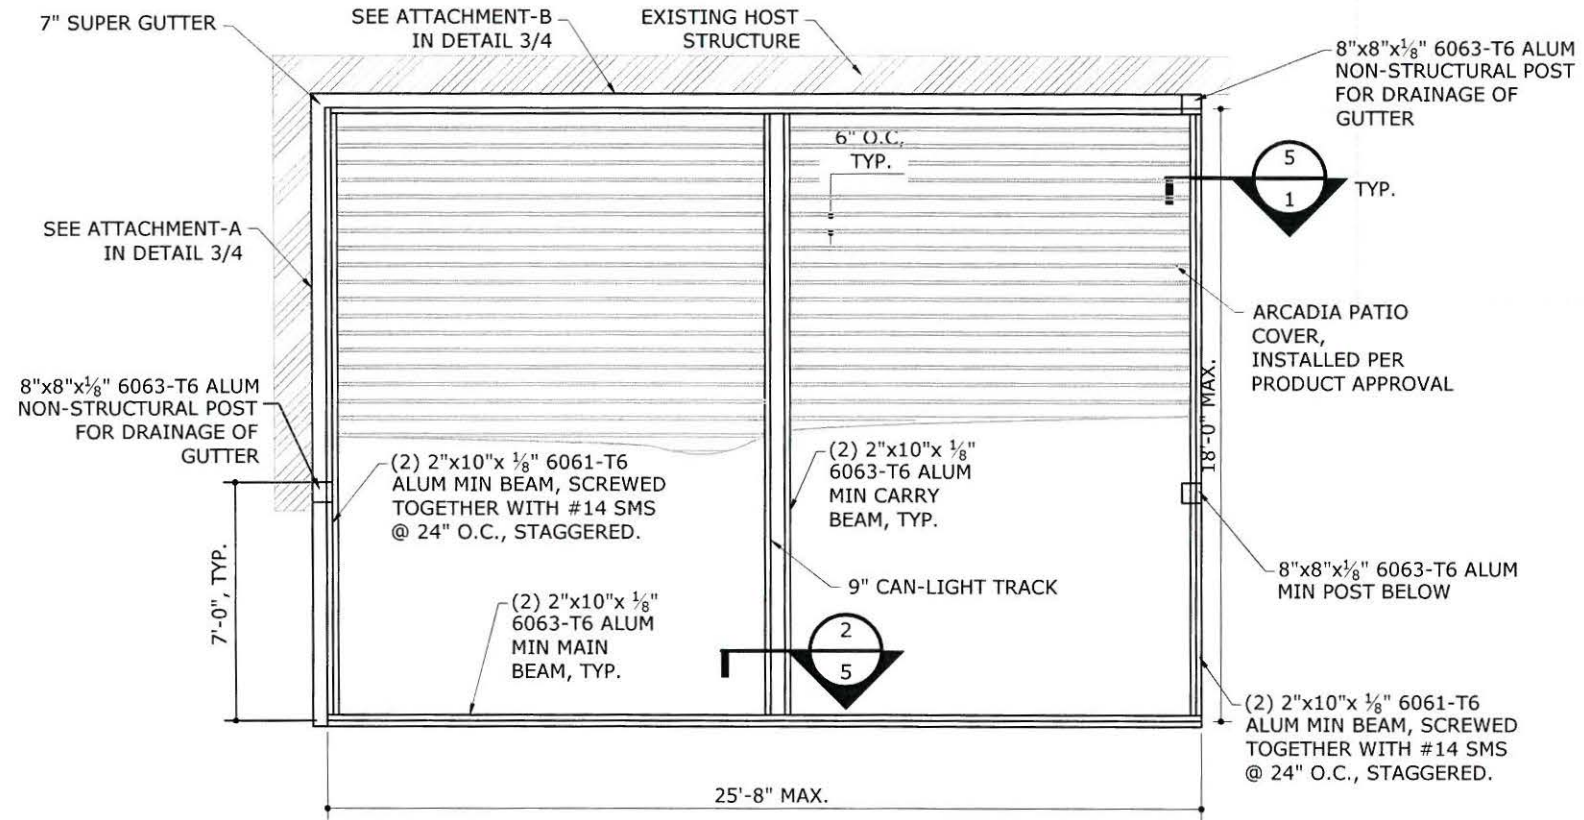 7" SUPER GUTTER
SEE ATTACHMENT-B
IN DETAIL 3/4
EXISTING HOST
STRUCTURE
8"x8"x⅛" 6063-T6 ALUM
NON-STRUCTURAL POST
FOR DRAINAGE OF
GUTTER
6" O.C.
TYP.
5
1
TYP.
SEE ATTACHMENT-A
IN DETAIL 3/4
ARCADIA PATIO
COVER,
INSTALLED PER
PRODUCT APPROVAL
18'-0" MAX.
8"x8"x⅛" 6063-T6 ALUM
NON-STRUCTURAL POST
FOR DRAINAGE OF
GUTTER
(2) 2"x10"x ⅛" 6061-T6
ALUM MIN BEAM, SCREWED
TOGETHER WITH #14 SMS
@ 24" O.C., STAGGERED.
(2) 2"x10"x ⅛"
6063-T6 ALUM
MIN CARRY
BEAM, TYP.
7'-0", TYP.
9" CAN-LIGHT TRACK
8"x8"x⅛" 6063-T6 ALUM
MIN POST BELOW
(2) 2"x10"x ⅛"
6063-T6 ALUM
MIN MAIN
BEAM, TYP.
2
5
(2) 2"x10"x ⅛" 6061-T6
ALUM MIN BEAM, SCREWED
TOGETHER WITH #14 SMS
@ 24" O.C., STAGGERED.
25'-8" MAX.